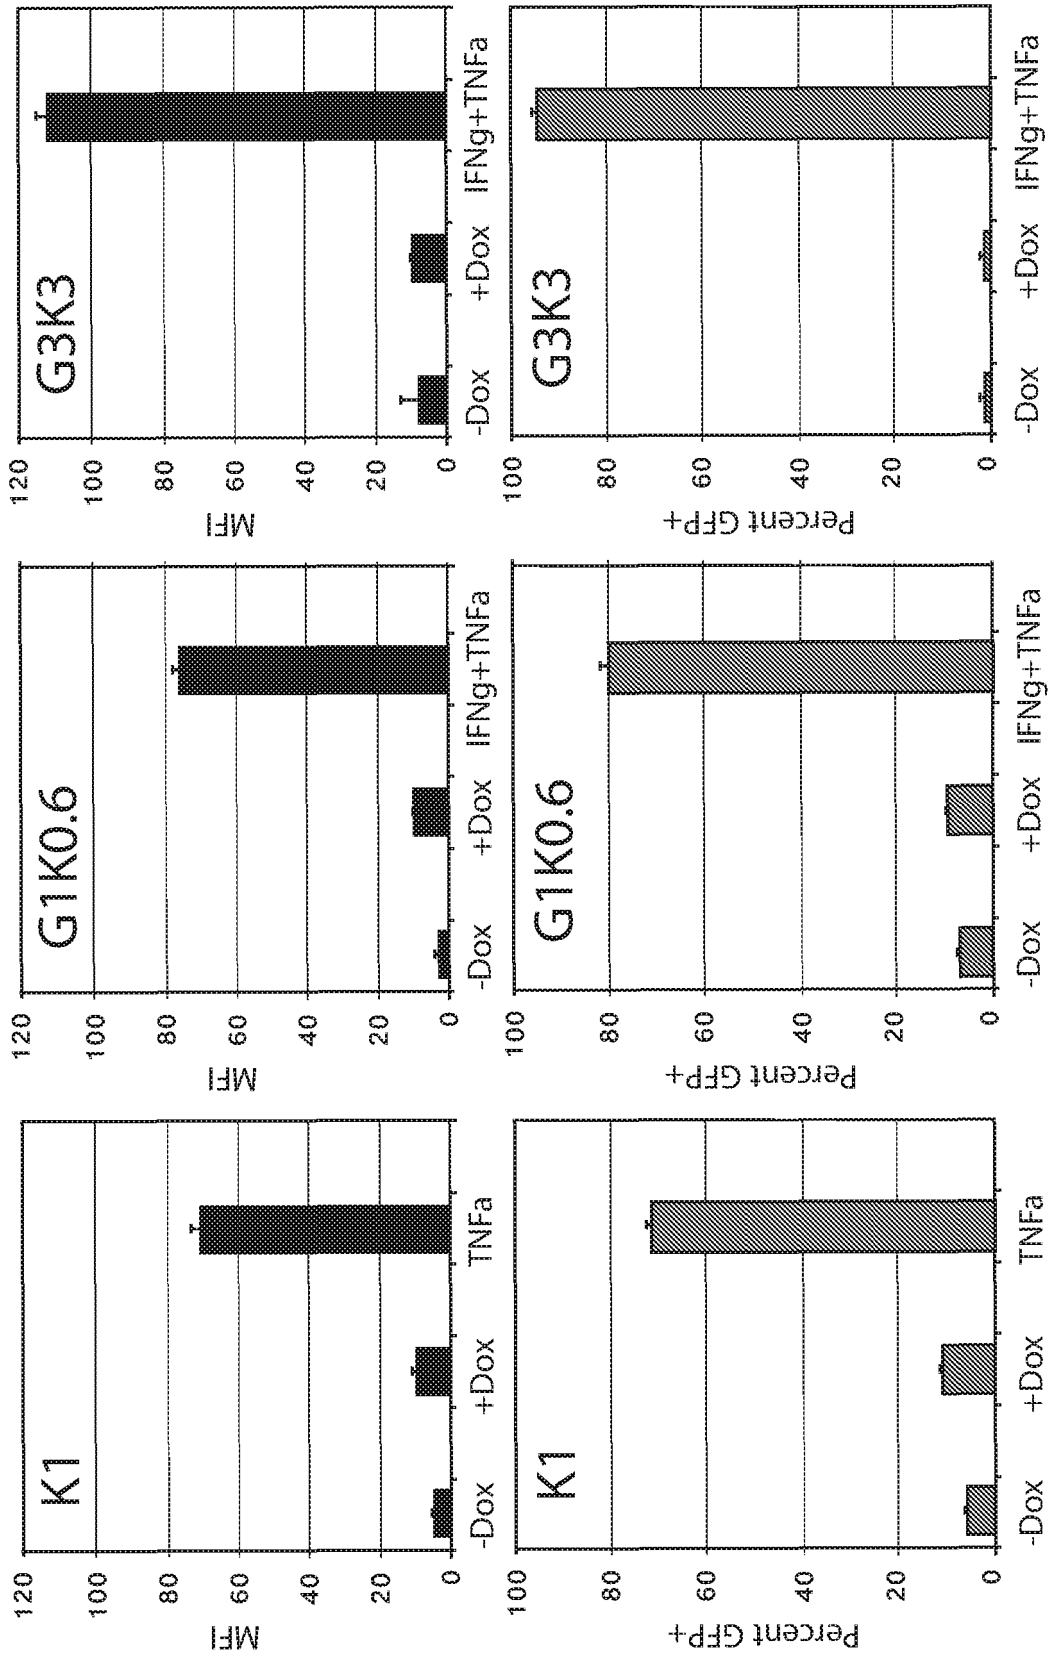 K1
120
100
80
60
40
20
0
MFI
-Dox +Dox TNFa
G1K0.6
120
100
80
60
40
20
0
MFI
-Dox +Dox IFNg+TNFa
G3K3
120
100
80
60
40
20
0
MFI
-Dox +Dox IFNg+TNFa
K1
100
80
60
40
20
0
Percent GFP+
-Dox +Dox TNFa
G1K0.6
100
80
60
40
20
0
Percent GFP+
-Dox +Dox IFNg+TNFa
G3K3
100
80
60
40
20
0
Percent GFP+
-Dox +Dox IFNg+TNFa